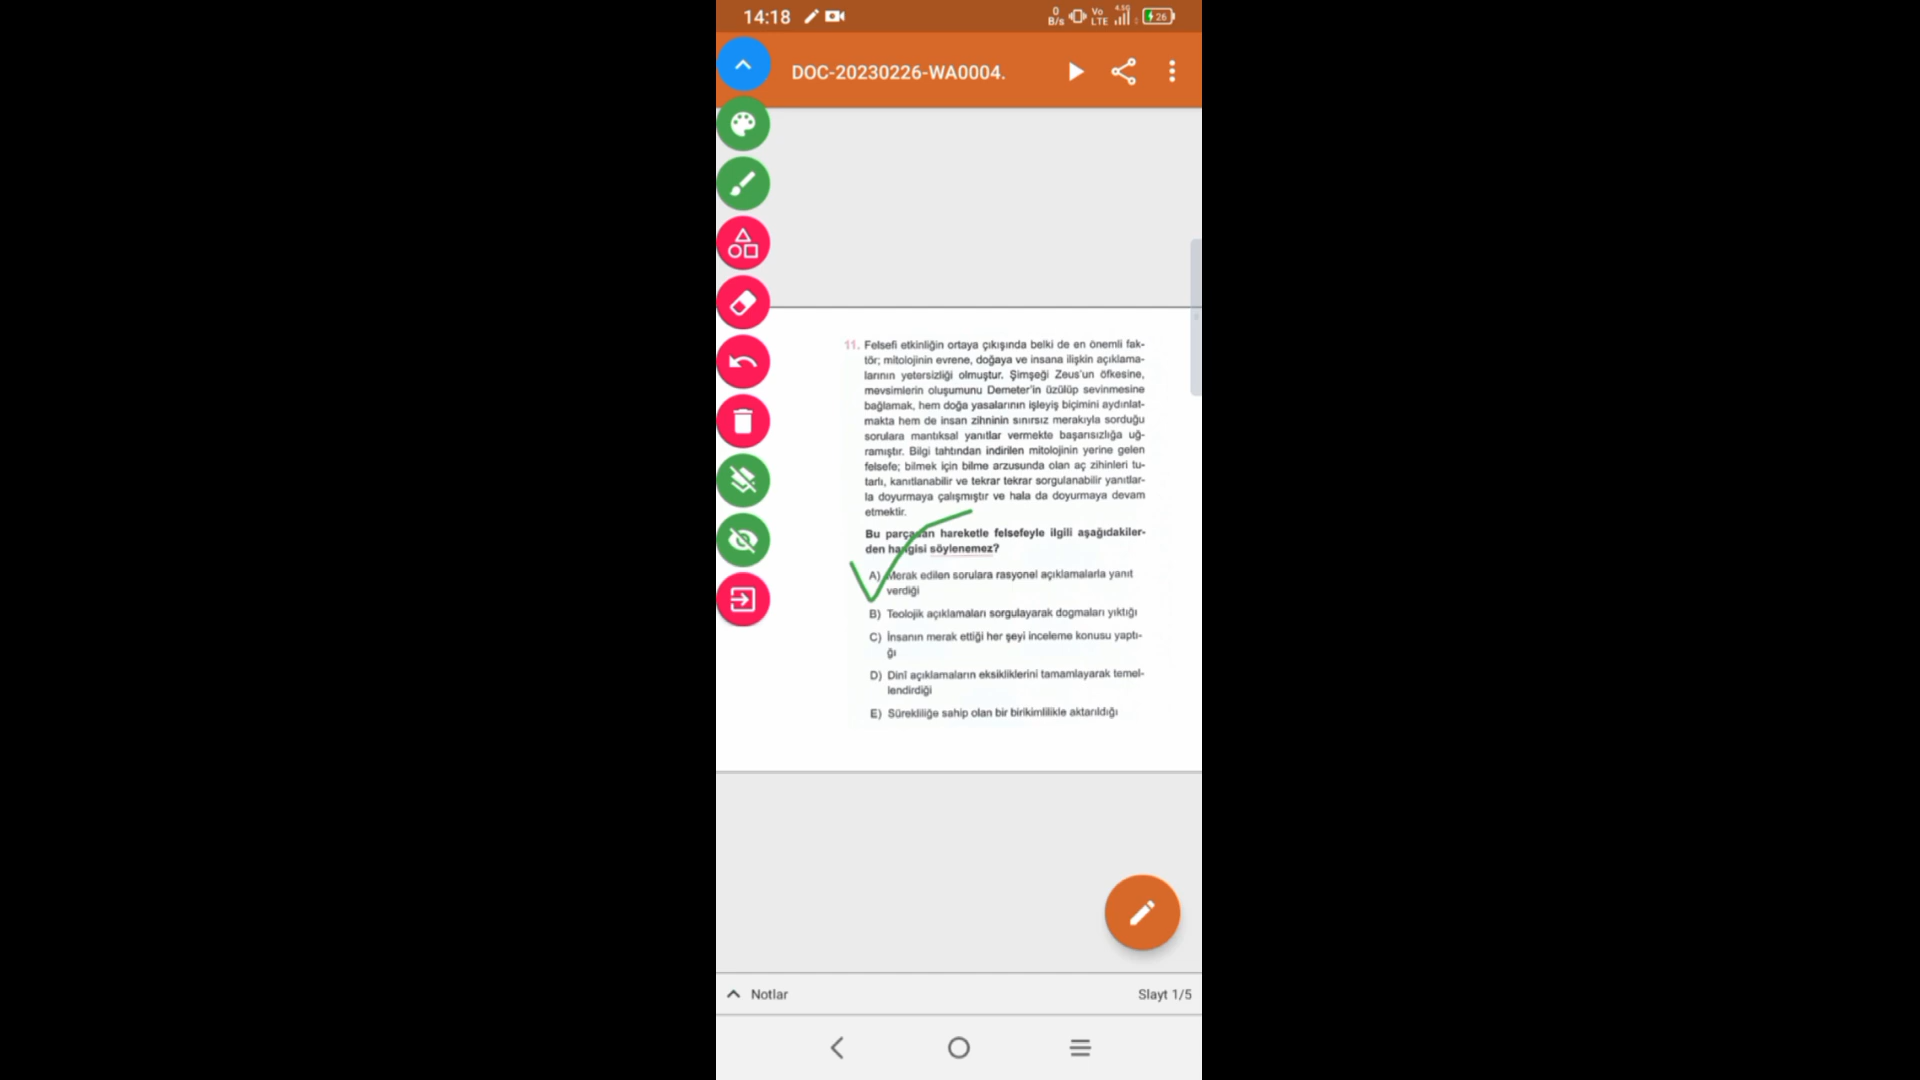 14:18
0 B/s
Vo LTE
4.5G
26
DOC-20230226-WA0004.
11. Felsefi etkinliğin ortaya çıkışında belki de en önemli fak-
tör; mitolojinin evrene, doğaya ve insana ilişkin açıklama-
larının yetersizliği olmuştur. Şimşeği Zeus'un öfkesine,
mevsimlerin oluşumunu Demeter'in üzülüp sevinmesine
bağlamak, hem doğa yasalarının işleyiş biçimini aydınlat-
makta hem de insan zihninin sınırsız merakıyla sorduğu
sorulara mantıksal yanıtlar vermekte başarısızlığa uğ-
ramıştır. Bilgi tahtından indirilen mitolojinin yerine gelen
felsefe; bilmek için bilme arzusunda olan aç zihinleri tu-
tarlı, kanıtlanabilir ve tekrar tekrar sorgulanabilir yanıtlar-
la doyurmaya çalışmıştır ve hala da doyurmaya devam
etmektir.
Bu parçadan hareketle felsefeyle ilgili aşağıdakiler-
den hangisi söylenemez?
A) Merak edilen sorulara rasyonel açıklamalarla yanıt
verdiği
B) Teolojik açıklamaları sorgulayarak dogmaları yıktığı
C) İnsanın merak ettiği her şeyi inceleme konusu yaptı-
ğı
D) Dinî açıklamaların eksikliklerini tamamlayarak temel-
lendirdiği
E) Sürekliliğe sahip olan bir birikimlilikle aktarıldığı
Notlar
Slayt 1/5